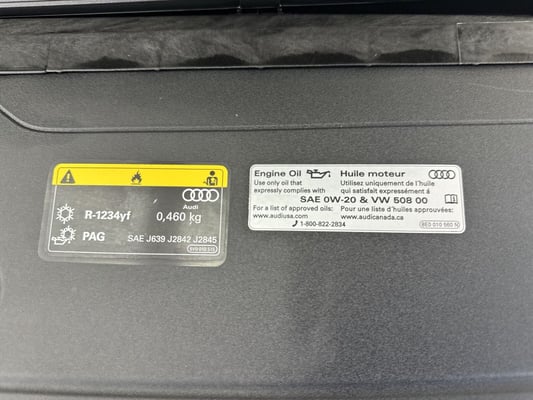 Audi
R-1234yf 0,460 kg
PAG SAE J639 J2842 J2845
Engine Oil Huile moteur
Use only oil that Utilisez uniquement de l'huile
expressly complies with qui satisfait expressément à
SAE 0W-20 & VW 508 00
For a list of approved oils: Pour une liste d'huiles approuvées:
www.audiusa.com www.audicanada.ca
1-800-822-2834